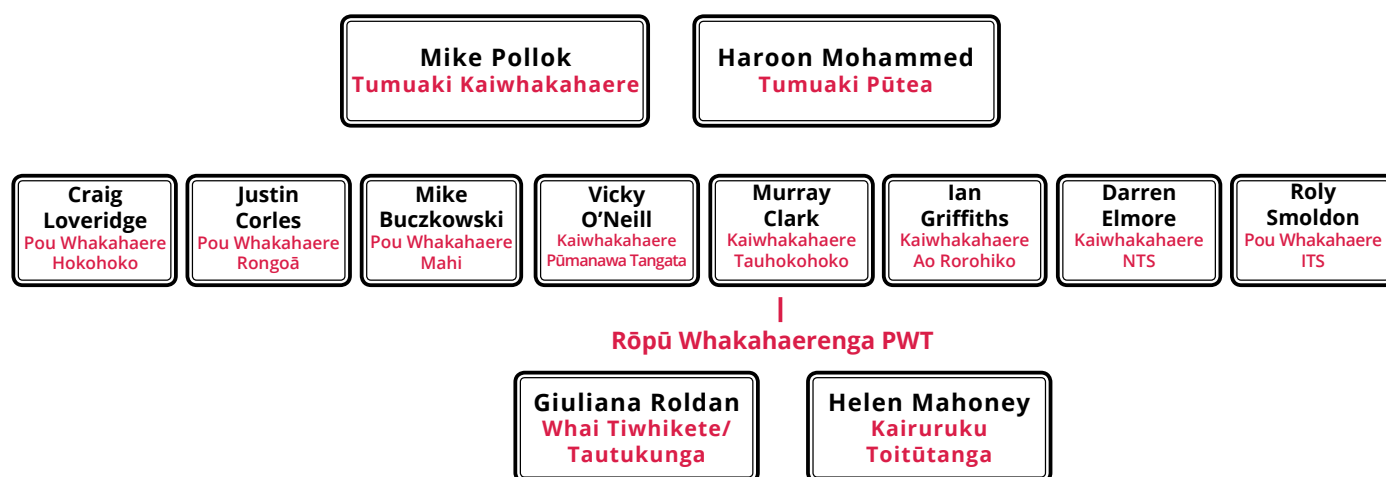 Mike Pollok
Tumuaki Kaiwhakahaere
Haroon Mohammed
Tumuaki Pūtea
Craig
Loveridge
Pou Whakahaere
Hokohoko
Justin
Corles
Pou Whakahaere
Rongoā
Mike
Buczkowski
Pou Whakahaere
Mahi
Vicky
O’Neill
Kaiwhakahaere
Pūmanawa Tangata
Murray
Clark
Kaiwhakahaere
Tauhokohoko
Ian
Griffiths
Kaiwhakahaere
Ao Rorohiko
Darren
Elmore
Kaiwhakahaere
NTS
Roly
Smoldon
Pou Whakahaere
ITS
Rōpū Whakahaerenga PWT
Giuliana Roldan
Whai Tiwhikete/
Tautukunga
Helen Mahoney
Kairuruku
Toitūtanga